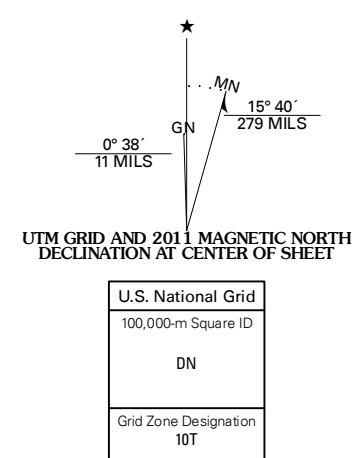 ★
MN
15° 40´
279 MILS
GN
0° 38´
11 MILS
UTM GRID AND 2011 MAGNETIC NORTH
DECLINATION AT CENTER OF SHEET
U.S. National Grid
100,000-m Square ID
DN
Grid Zone Designation
10T